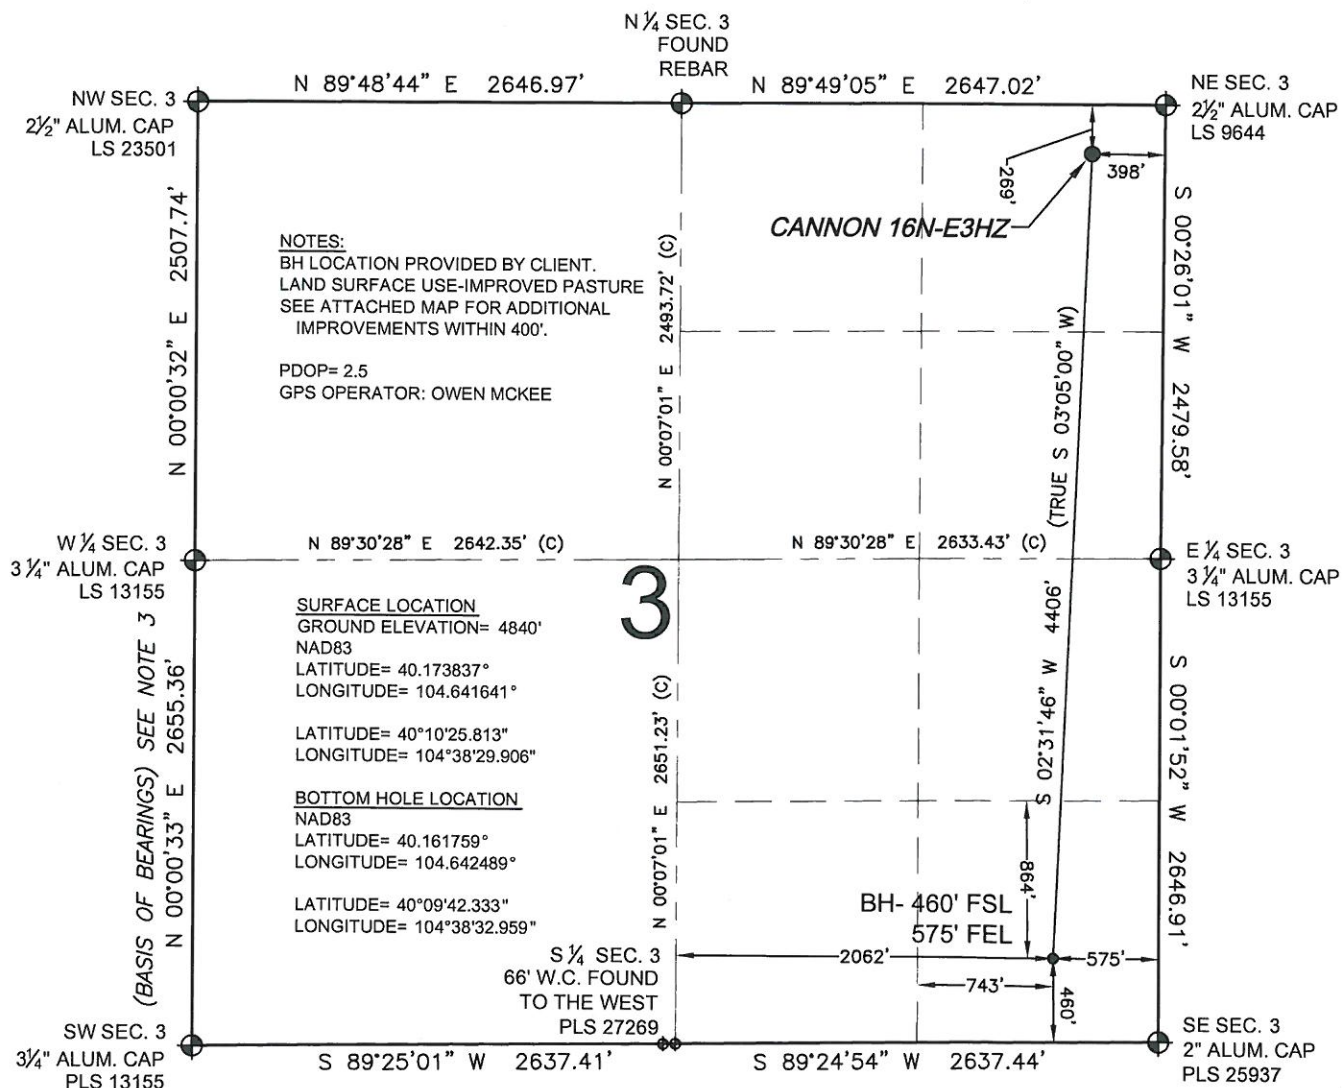 N ¼ SEC. 3
FOUND
REBAR
N 89°48'44" E 2646.97'
N 89°49'05" E 2647.02'
NW SEC. 3
2½" ALUM. CAP
LS 23501
NE SEC. 3
2½" ALUM. CAP
LS 9644
269'
398'
CANNON 16N-E3HZ
N 00°00'32" E 2507.74'
NOTES:
BH LOCATION PROVIDED BY CLIENT.
LAND SURFACE USE-IMPROVED PASTURE
SEE ATTACHED MAP FOR ADDITIONAL
IMPROVEMENTS WITHIN 400'.
PDOP= 2.5
GPS OPERATOR: OWEN MCKEE
N 00°07'01" E 2493.72' (C)
S 00°26'01" W 2479.58'
S 02°31'46" W 4406' (TRUE S 03°05'00" W)
W ¼ SEC. 3
3 ¼" ALUM. CAP
LS 13155
N 89°30'28" E 2642.35' (C)
N 89°30'28" E 2633.43' (C)
E ¼ SEC. 3
3 ¼" ALUM. CAP
LS 13155
3
(BASIS OF BEARINGS) SEE NOTE 3
N 00°00'33" E 2655.36'
SURFACE LOCATION
GROUND ELEVATION= 4840'
NAD83
LATITUDE= 40.173837°
LONGITUDE= 104.641641°
LATITUDE= 40°10'25.813"
LONGITUDE= 104°38'29.906"
BOTTOM HOLE LOCATION
NAD83
LATITUDE= 40.161759°
LONGITUDE= 104.642489°
LATITUDE= 40°09'42.333"
LONGITUDE= 104°38'32.959"
N 00°07'01" E 2651.23' (C)
S 00°01'52" W 2646.91'
864'
BH- 460' FSL
575' FEL
2062'
575'
743'
460'
S ¼ SEC. 3
66' W.C. FOUND
TO THE WEST
PLS 27269
SW SEC. 3
3¼" ALUM. CAP
PLS 13155
S 89°25'01" W 2637.41'
S 89°24'54" W 2637.44'
SE SEC. 3
2" ALUM. CAP
PLS 25937